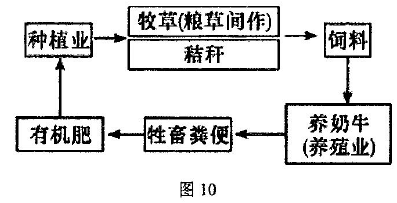 种植业
牧草(粮草间作)
秸秆
饲料
养奶牛
(养殖业)
牲畜粪便
有机肥
图 10